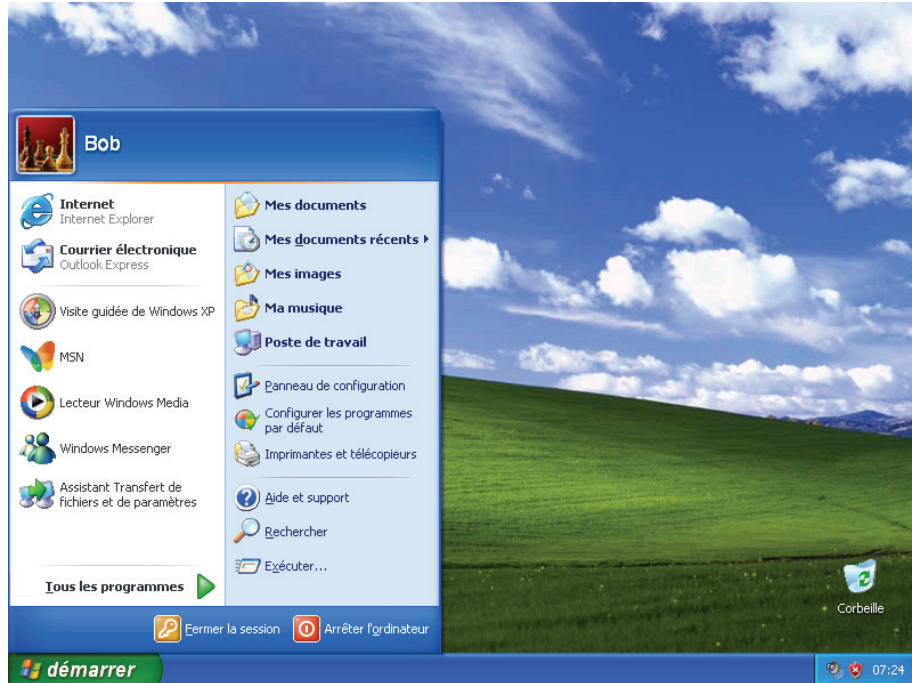 Bob
Internet
Internet Explorer
Courrier électronique
Outlook Express
Visite guidée de Windows XP
MSN
Lecteur Windows Media
Windows Messenger
Assistant Transfert de
fichiers et de paramètres
Tous les programmes
Mes documents
Mes documents récents
Mes images
Ma musique
Poste de travail
Panneau de configuration
Configurer les programmes
par défaut
Imprimantes et télécopieurs
Aide et support
Rechercher
Exécuter...
Fermer la session
Arrêter l'ordinateur
Corbeille
démarrer
07:24